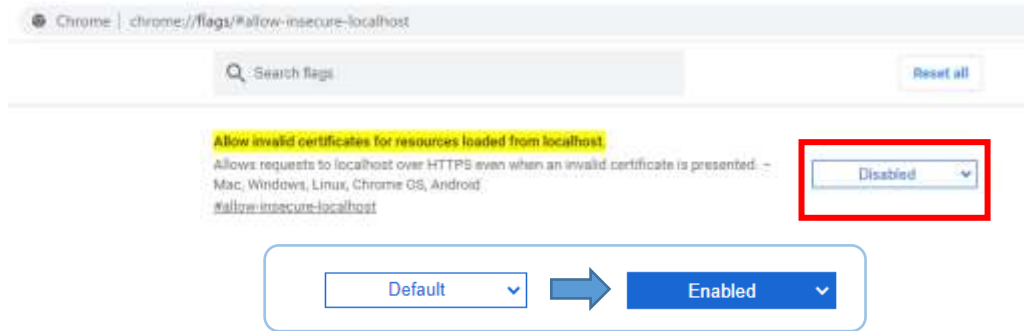 Chrome | chrome://flags/#allow-insecure-localhost
Search flags
Reset all
Allow invalid certificates for resources loaded from localhost.
Allows requests to localhost over HTTPS even when an invalid certificate is presented. –
Mac, Windows, Linux, Chrome OS, Android
#allow-insecure-localhost
Disabled
Default
Enabled